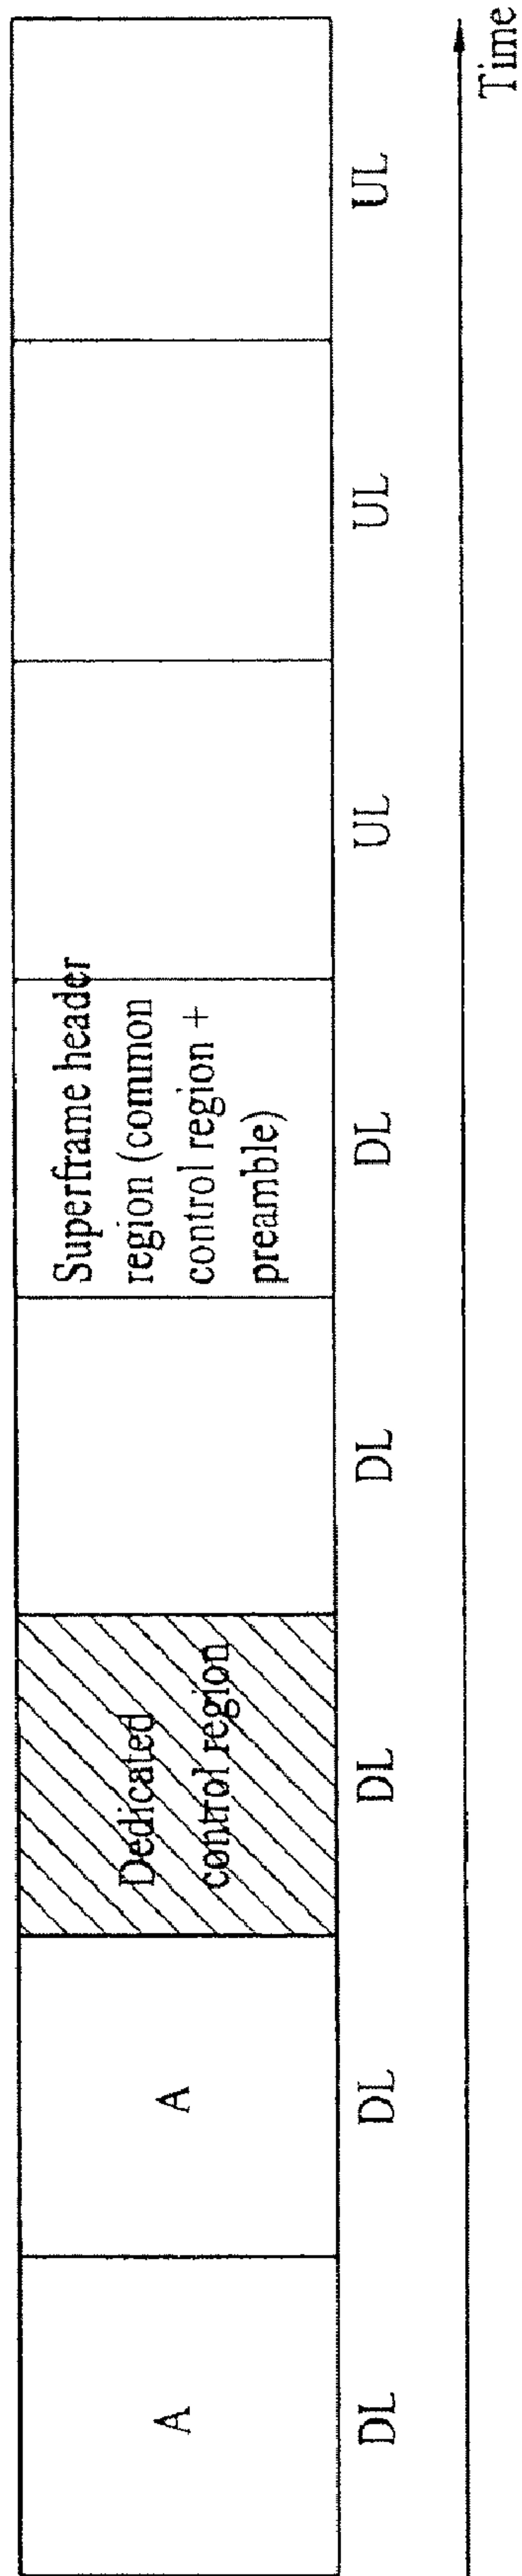 A
A
Dedicated
control region
Superframe header
region (common
control region +
preamble)
DL
DL
DL
DL
DL
UL
UL
UL
Time